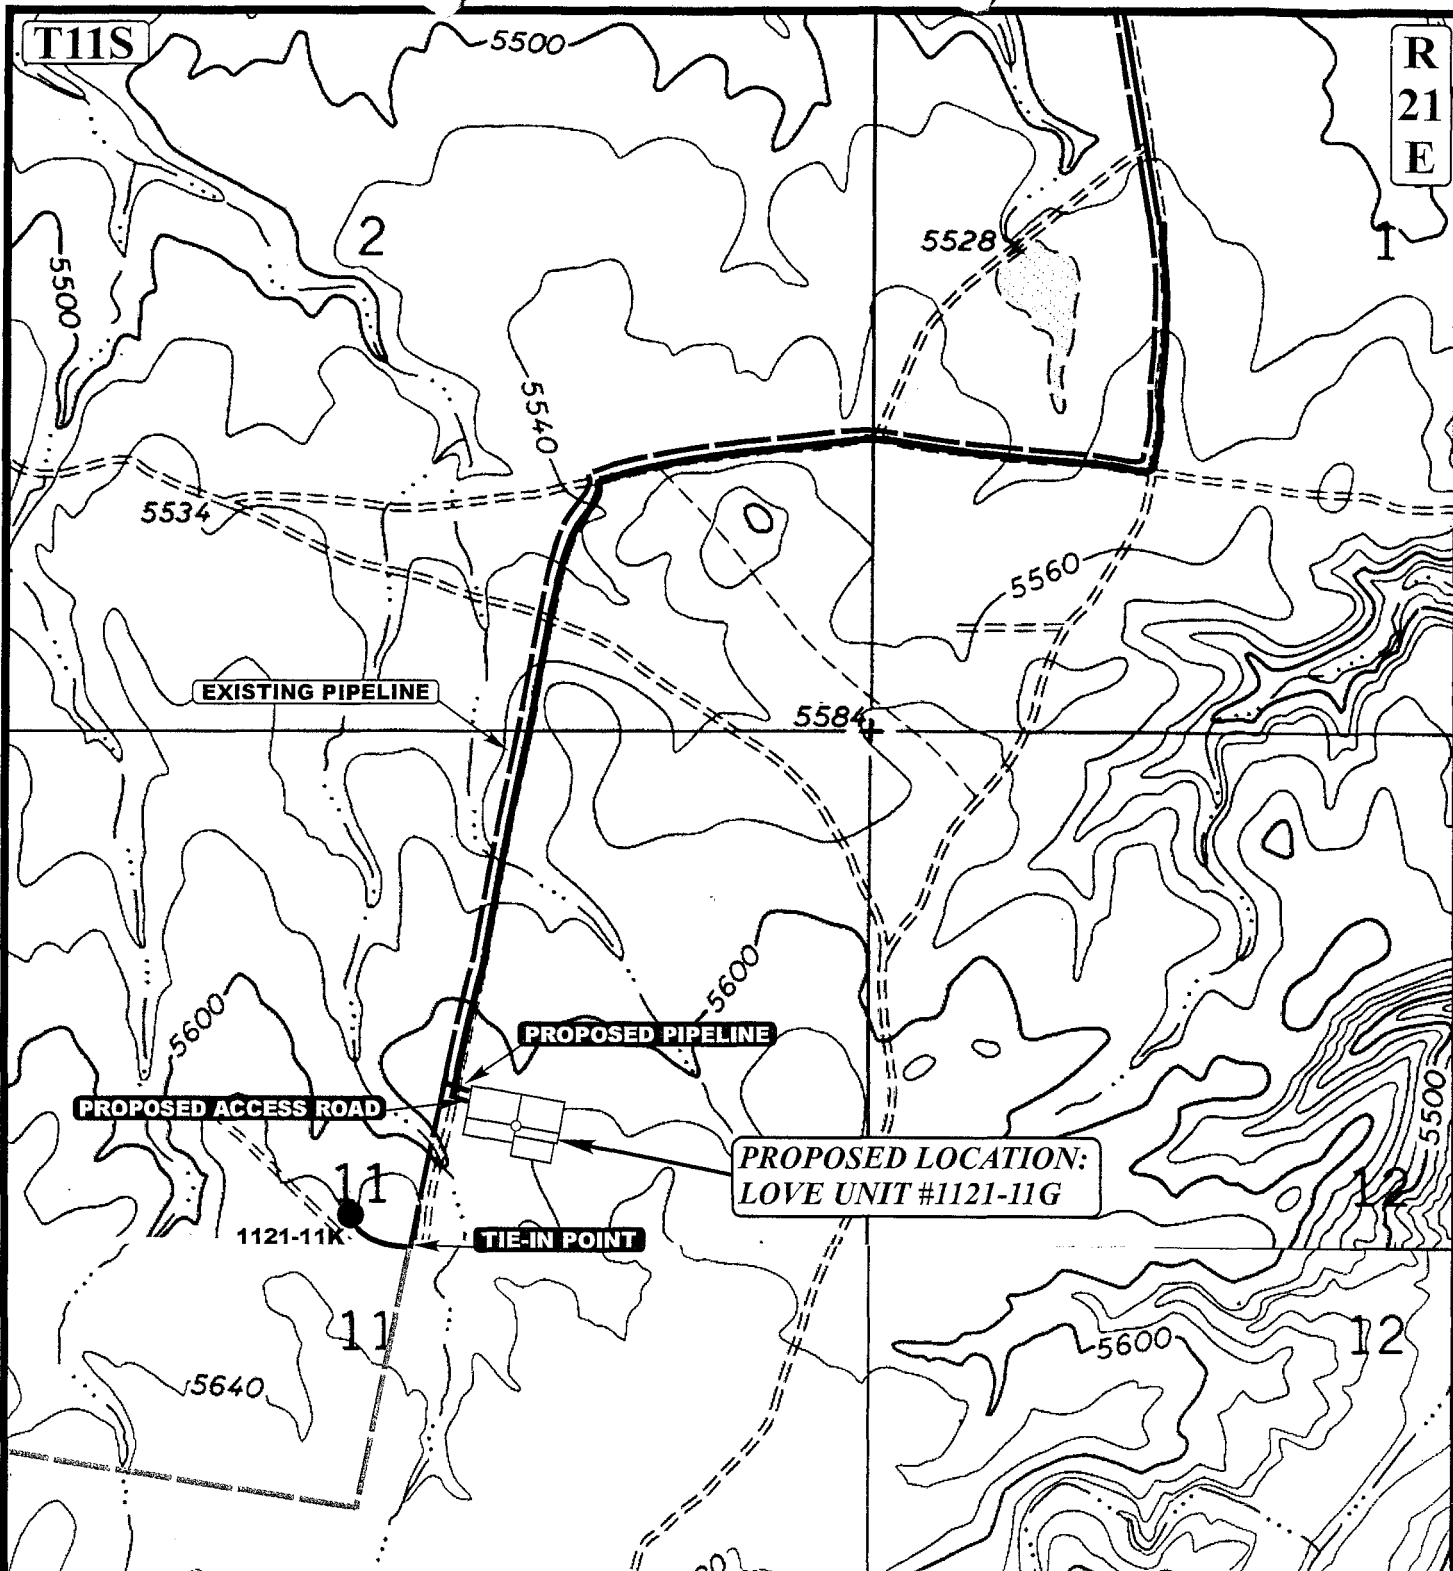 T11S
5500
R
21
E
2
5528
1
5500
5540
5534
5560
EXISTING PIPELINE
5584
5600
5600
PROPOSED PIPELINE
PROPOSED ACCESS ROAD
5500
PROPOSED LOCATION:
LOVE UNIT #1121-11G
11
12
1121-11K
TIE-IN POINT
11
12
5600
5640